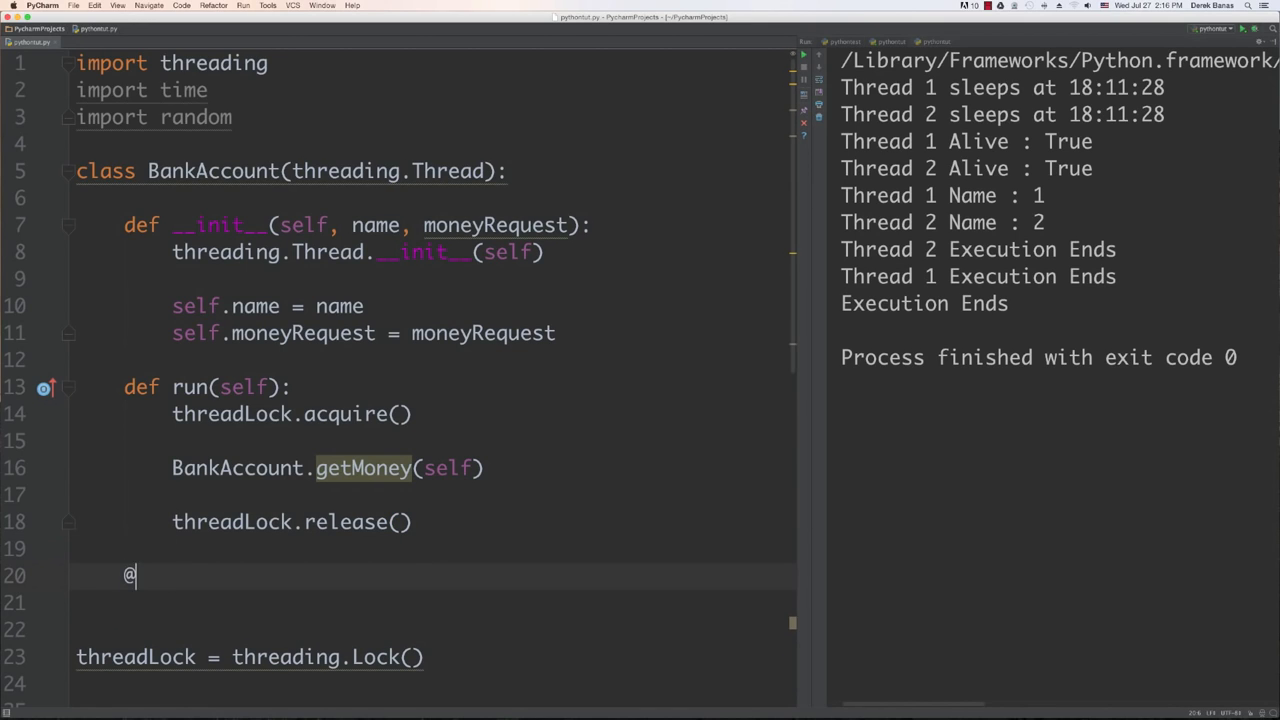 PyCharm File Edit View Navigate Code Refactor Run Tools VCS Window Help
10 Wed Jul 27 2:16 PM Derek Banas
pythontut.py - PycharmProjects - [~/PycharmProjects]
PycharmProjects pythontut.py
pythontut
pythontut.py
Run: pythontest pythontut pythontut
1 import threading
2 import time
3 import random
4
5 class BankAccount(threading.Thread):
6
7 def __init__(self, name, moneyRequest):
8 threading.Thread.__init__(self)
9
10 self.name = name
11 self.moneyRequest = moneyRequest
12
13 def run(self):
14 threadLock.acquire()
15
16 BankAccount.getMoney(self)
17
18 threadLock.release()
19
20 @
21
22
23 threadLock = threading.Lock()
24
/Library/Frameworks/Python.framework/
Thread 1 sleeps at 18:11:28
Thread 2 sleeps at 18:11:28
Thread 1 Alive : True
Thread 2 Alive : True
Thread 1 Name : 1
Thread 2 Name : 2
Thread 2 Execution Ends
Thread 1 Execution Ends
Execution Ends
Process finished with exit code 0
20:6 LF‡ UTF-8‡